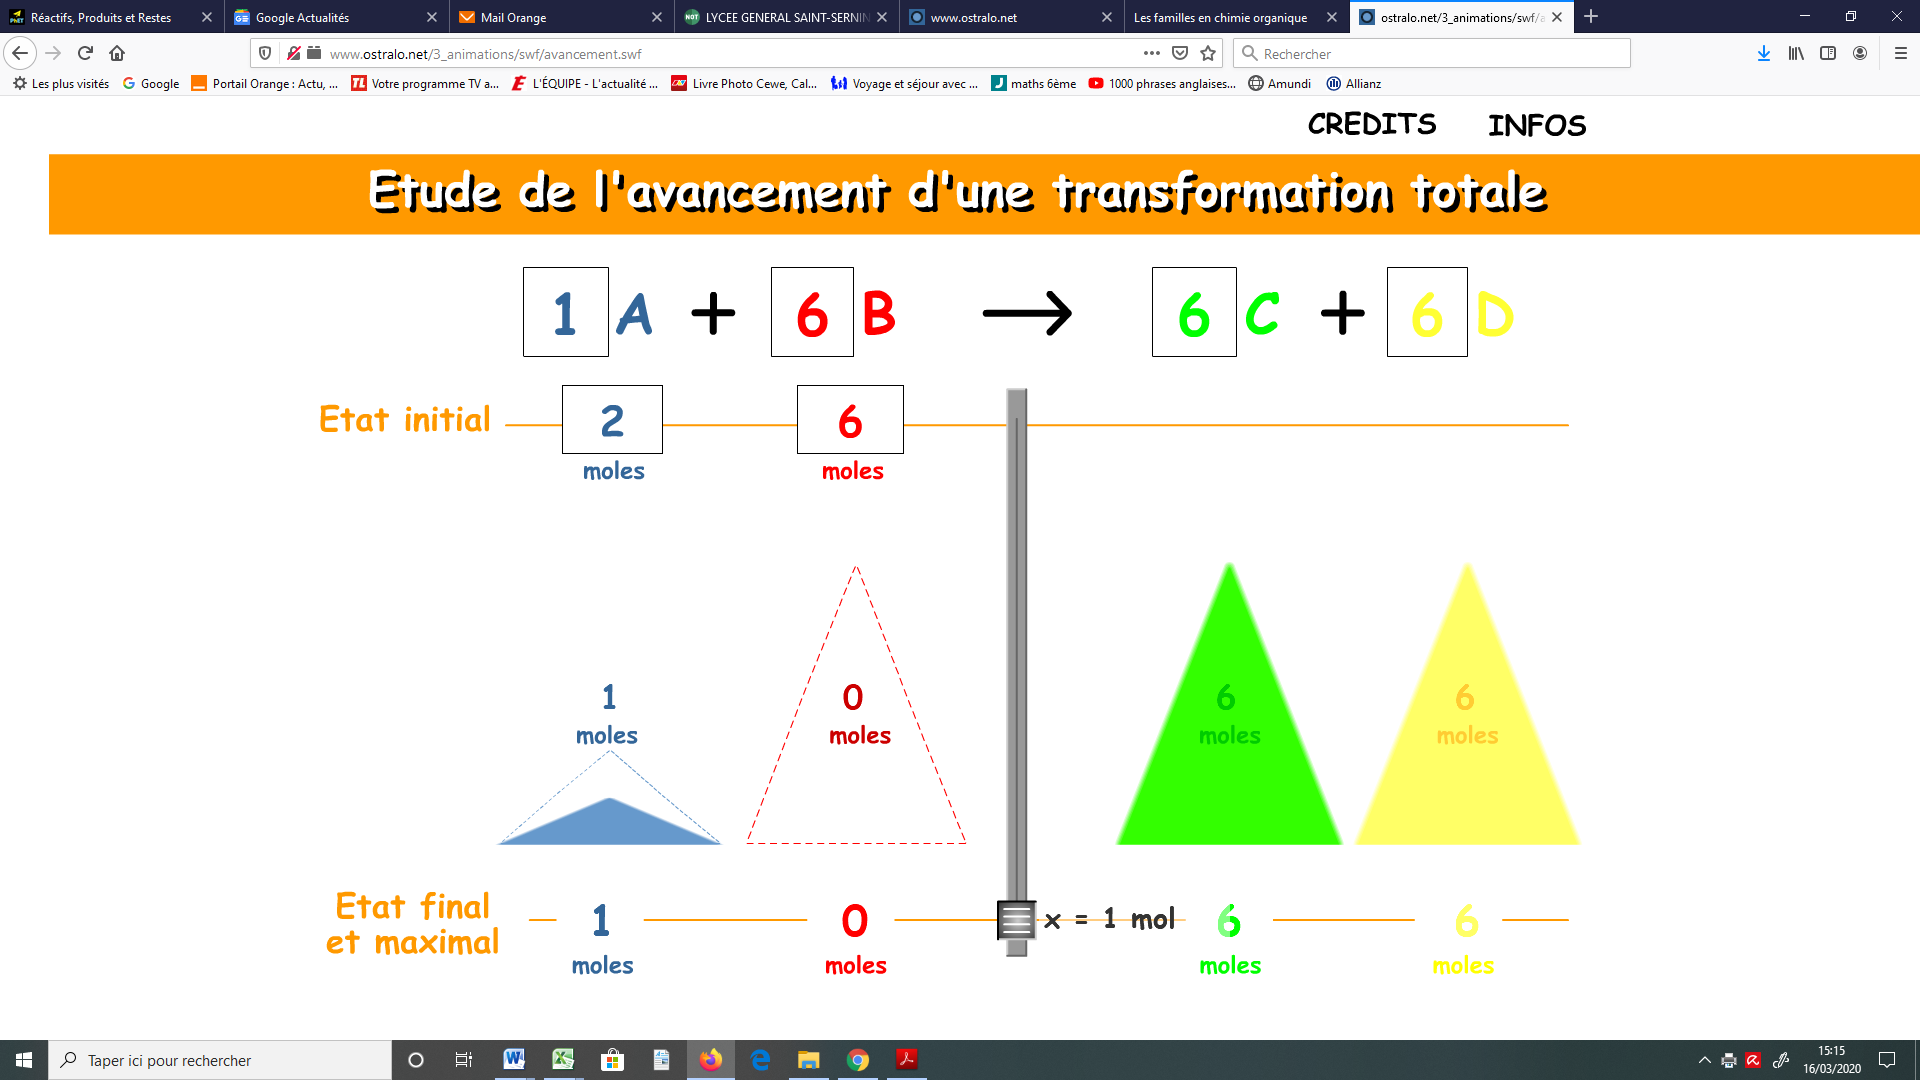 Réactifs, Produits et Restes
Google Actualités
Mail Orange
LYCEE GENERAL SAINT-SERNIN
www.ostralo.net
Les familles en chimie organique
ostralo.net/3_animations/swf/a
www.ostralo.net/3_animations/swf/avancement.swf
Rechercher
Les plus visités
Google
Portail Orange : Actu, ...
Votre programme TV a...
L'ÉQUIPE - L'actualité ...
Livre Photo Cewe, Cal...
Voyage et séjour avec ...
maths 6ème
1000 phrases anglaises...
Amundi
Allianz
CREDITS INFOS
Etude de l'avancement d'une transformation totale
1 A + 6 B → 6 C + 6 D
Etat initial 2 6
moles moles
1 0 6 6
moles moles moles moles
Etat final
et maximal
1 0 x = 1 mol 6 6
moles moles moles moles
Taper ici pour rechercher
15:15
16/03/2020